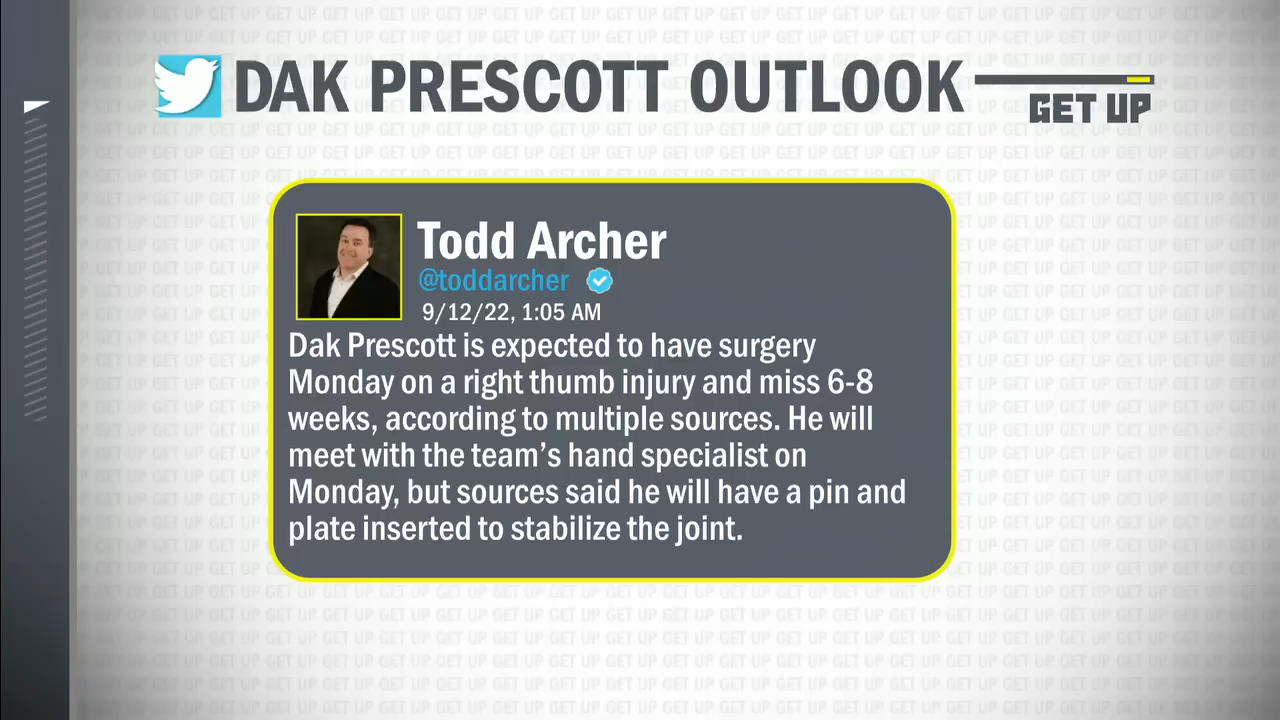 DAK PRESCOTT OUTLOOK
GET UP
Todd Archer
@toddarcher
9/12/22, 1:05 AM
Dak Prescott is expected to have surgery
Monday on a right thumb injury and miss 6-8
weeks, according to multiple sources. He will
meet with the team’s hand specialist on
Monday, but sources said he will have a pin and
plate inserted to stabilize the joint.